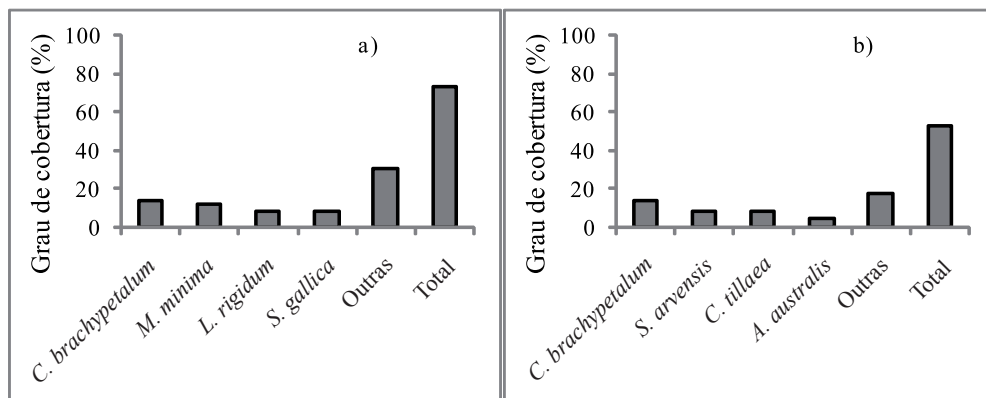 a)
Grau de cobertura (%)
100
80
60
40
20
0
C. brachypetalum
M. minima
L. rigidum
S. gallica
Outras
Total
b)
Grau de cobertura (%)
100
80
60
40
20
0
C. brachypetalum
S. arvensis
C. tillaea
A. australis
Outras
Total